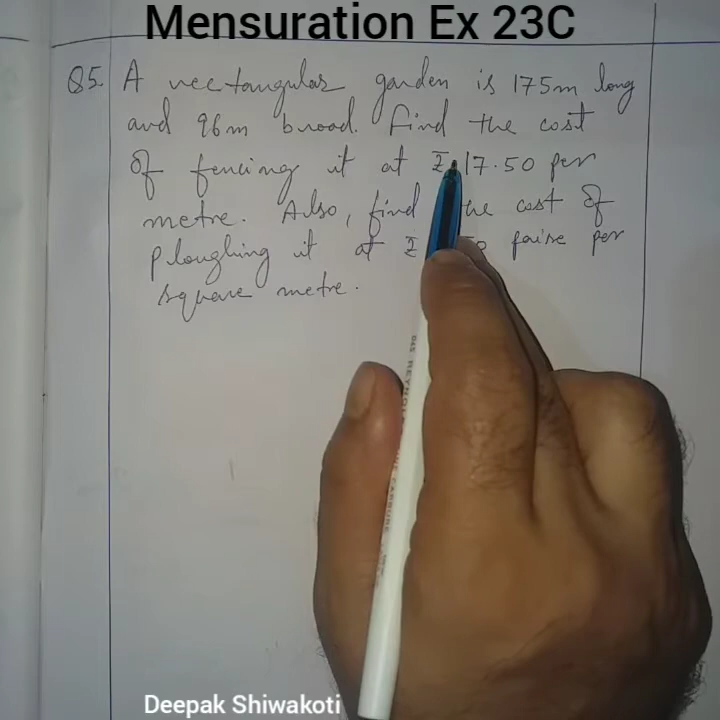 Mensuration Ex 23C
Q5. A rectangular garden is 175m long
and 96m broad. Find the cost
of fencing it at ₹ 17.50 per
metre. Also, find the cost of
ploughing it at ₹ paise per
square metre.
Deepak Shiwakoti